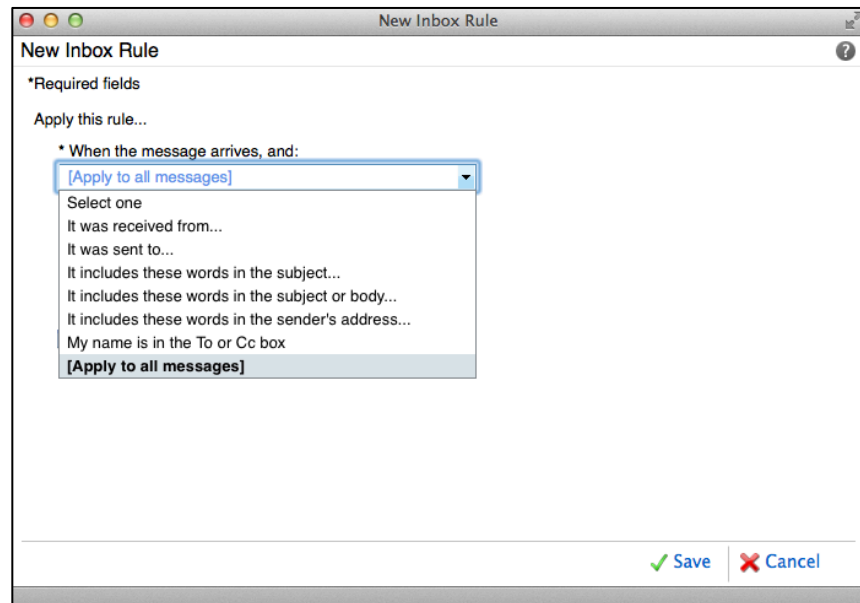 New Inbox Rule
New Inbox Rule
*Required fields
Apply this rule...
* When the message arrives, and:
[Apply to all messages]
Select one
It was received from...
It was sent to...
It includes these words in the subject...
It includes these words in the subject or body...
It includes these words in the sender's address...
My name is in the To or Cc box
[Apply to all messages]
Save
Cancel